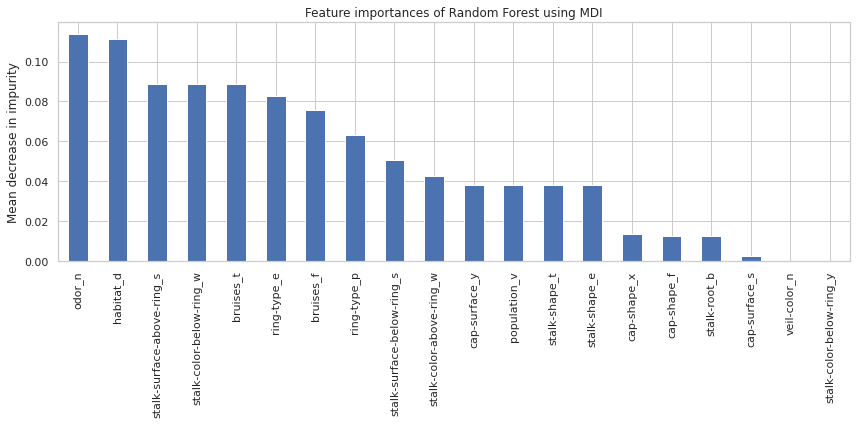 Feature importances of Random Forest using MDI
Mean decrease in impurity
0.10
0.08
0.06
0.04
0.02
0.00
odor_n
habitat_d
stalk-surface-above-ring_s
stalk-color-below-ring_w
bruises_t
ring-type_e
bruises_f
ring-type_p
stalk-surface-below-ring_s
stalk-color-above-ring_w
cap-surface_y
population_v
stalk-shape_t
stalk-shape_e
cap-shape_x
cap-shape_f
stalk-root_b
cap-surface_s
veil-color_n
stalk-color-below-ring_y